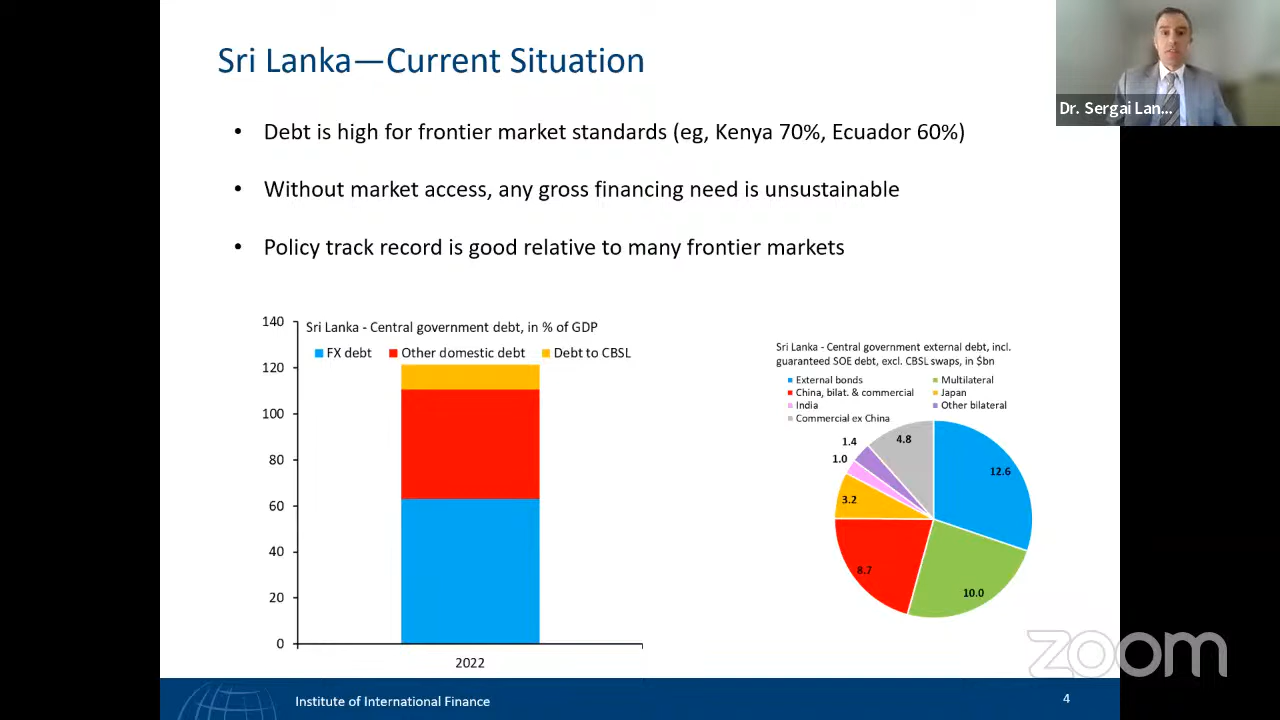 Sri Lanka—Current Situation
Dr. Sergai Lan...
• Debt is high for frontier market standards (eg, Kenya 70%, Ecuador 60%)
• Without market access, any gross financing need is unsustainable
• Policy track record is good relative to many frontier markets
Sri Lanka - Central government debt, in % of GDP
FX debt Other domestic debt Debt to CBSL
140
120
100
80
60
40
20
0
2022
Sri Lanka - Central government external debt, incl.
guaranteed SOE debt, excl. CBSL swaps, in $bn
External bonds Multilateral
China, bilat. & commercial Japan
India Other bilateral
Commercial ex China
12.6
10.0
8.7
3.2
1.0
1.4
4.8
zoom
Institute of International Finance
4